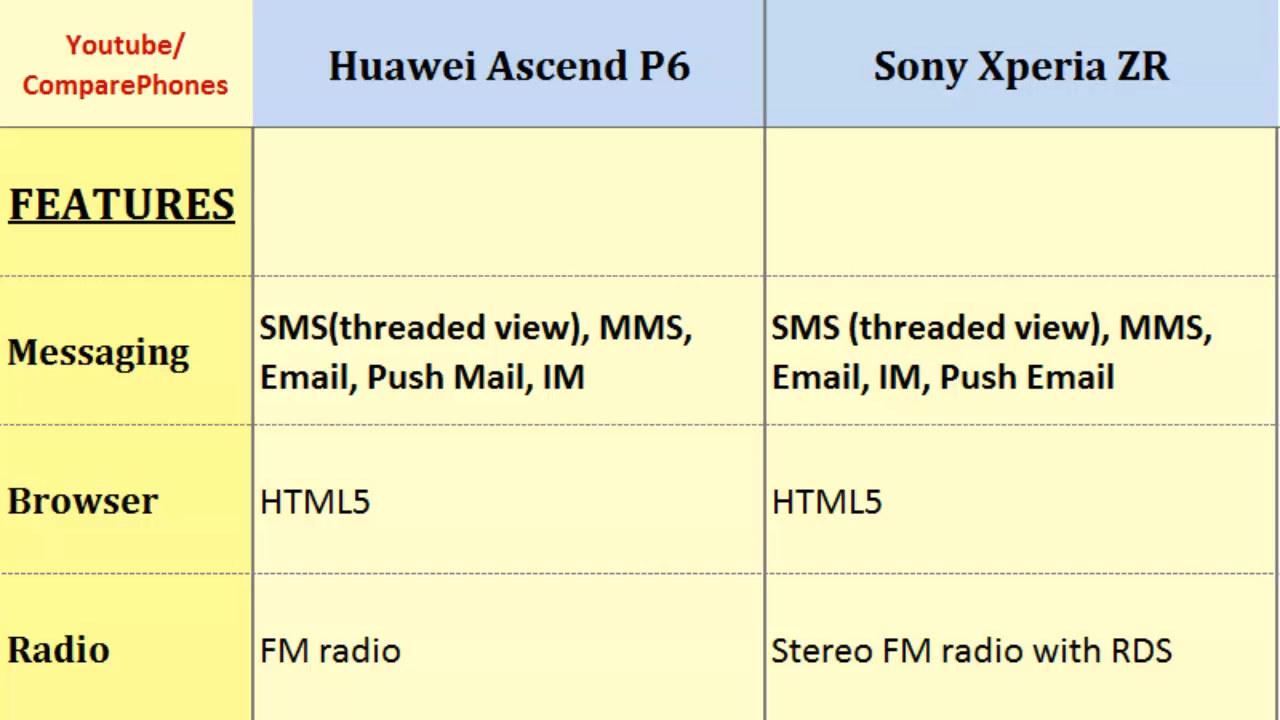 Youtube/
ComparePhones
Huawei Ascend P6
Sony Xperia ZR
FEATURES
Messaging
SMS(threaded view), MMS,
Email, Push Mail, IM
SMS (threaded view), MMS,
Email, IM, Push Email
Browser
HTML5
HTML5
Radio
FM radio
Stereo FM radio with RDS